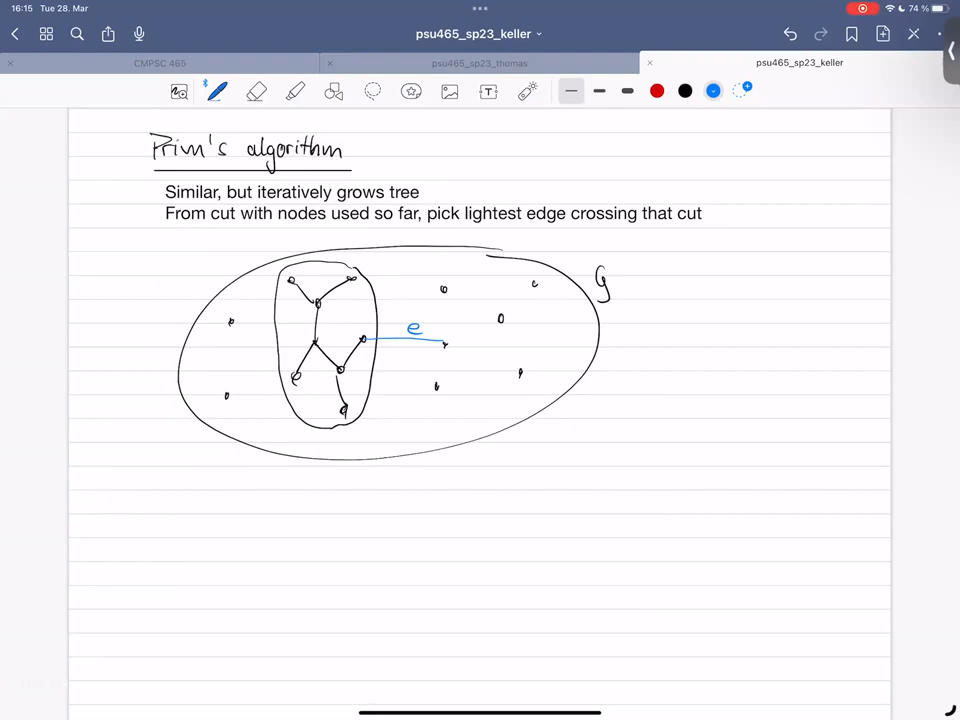 16:15 Tue 28. Mar
74 %
psu465_sp23_keller
CMPSC 465
psu465_sp23_thomas
psu465_sp23_keller
Prim's algorithm
Similar, but iteratively grows tree
From cut with nodes used so far, pick lightest edge crossing that cut
G
e